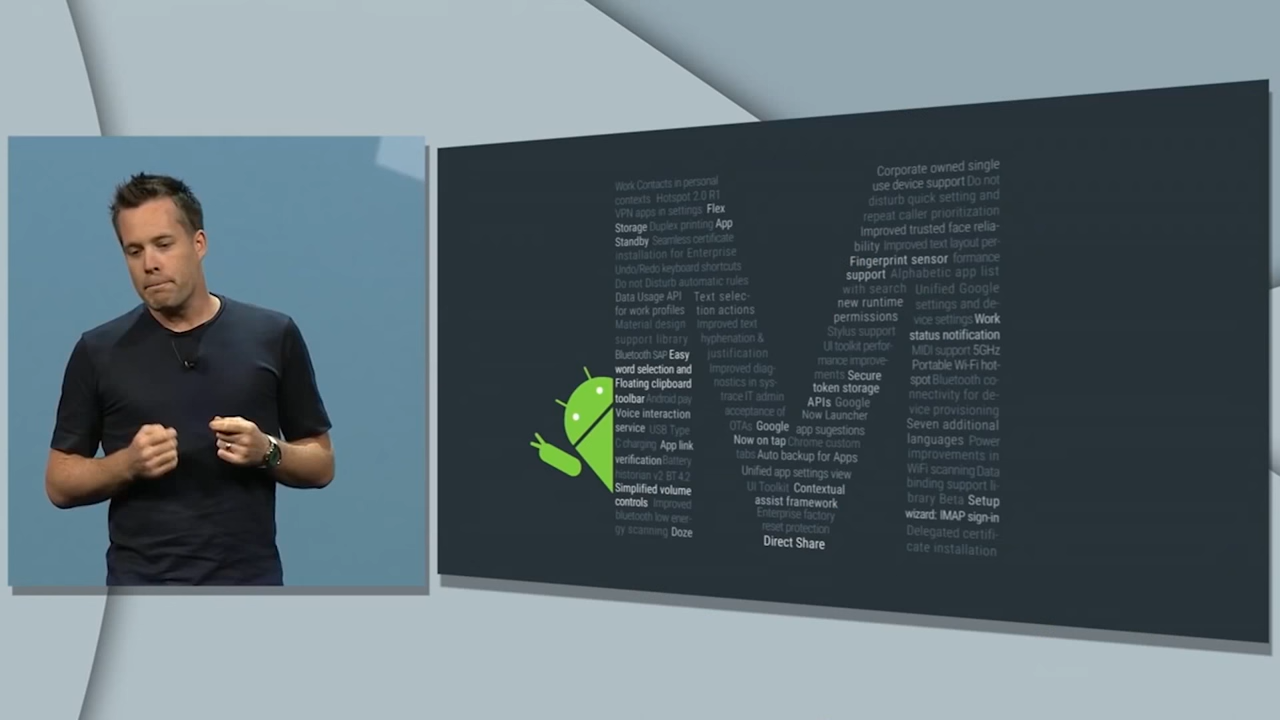 Work Contacts in personal
contexts Hotspot 2.0 R1
VPN apps in settings Flex
Storage Duplex printing App
Standby Seamless certificate
installation for Enterprise
Undo/Redo keyboard shortcuts
Do not Disturb automatic rules
Data Usage API
for work profiles
Material design
support library
Bluetooth SAP Easy
word selection and
Floating clipboard
toolbar Android pay
Voice interaction
service USB Type
C charging App link
verification Battery
historian v2 BT 4.2
Simplified volume
controls Improved
bluetooth low ener-
gy scanning Doze
Text selec-
tion actions
Improved text
hyphenation &
justification
Improved diag-
nostics in sys-
trace IT admin
acceptance of
OTAs Google
Now on tap Chrome custom
tabs Auto backup for Apps
Unified app settings view
UI Toolkit Contextual
assist framework
Enterprise factory
reset protection
Direct Share
Corporate owned single
use device support Do not
disturb quick setting and
repeat caller prioritization
Improved trusted face relia-
bility Improved text layout per-
Fingerprint sensor formance
support Alphabetic app list
with search
new runtime
permissions
Stylus support
UI toolkit perfor-
mance improve-
ments Secure
token storage
APIs Google
Now Launcher
app sugestions
Unified Google
settings and de-
vice settings Work
status notification
MIDI support 5GHz
Portable Wi-Fi hot-
spot Bluetooth co-
nnectivity for de-
vice provisioning
Seven additional
languages Power
improvements in
WiFi scanning Data
binding support li-
brary Beta Setup
wizard: IMAP sign-in
Delegated certifi-
cate installation